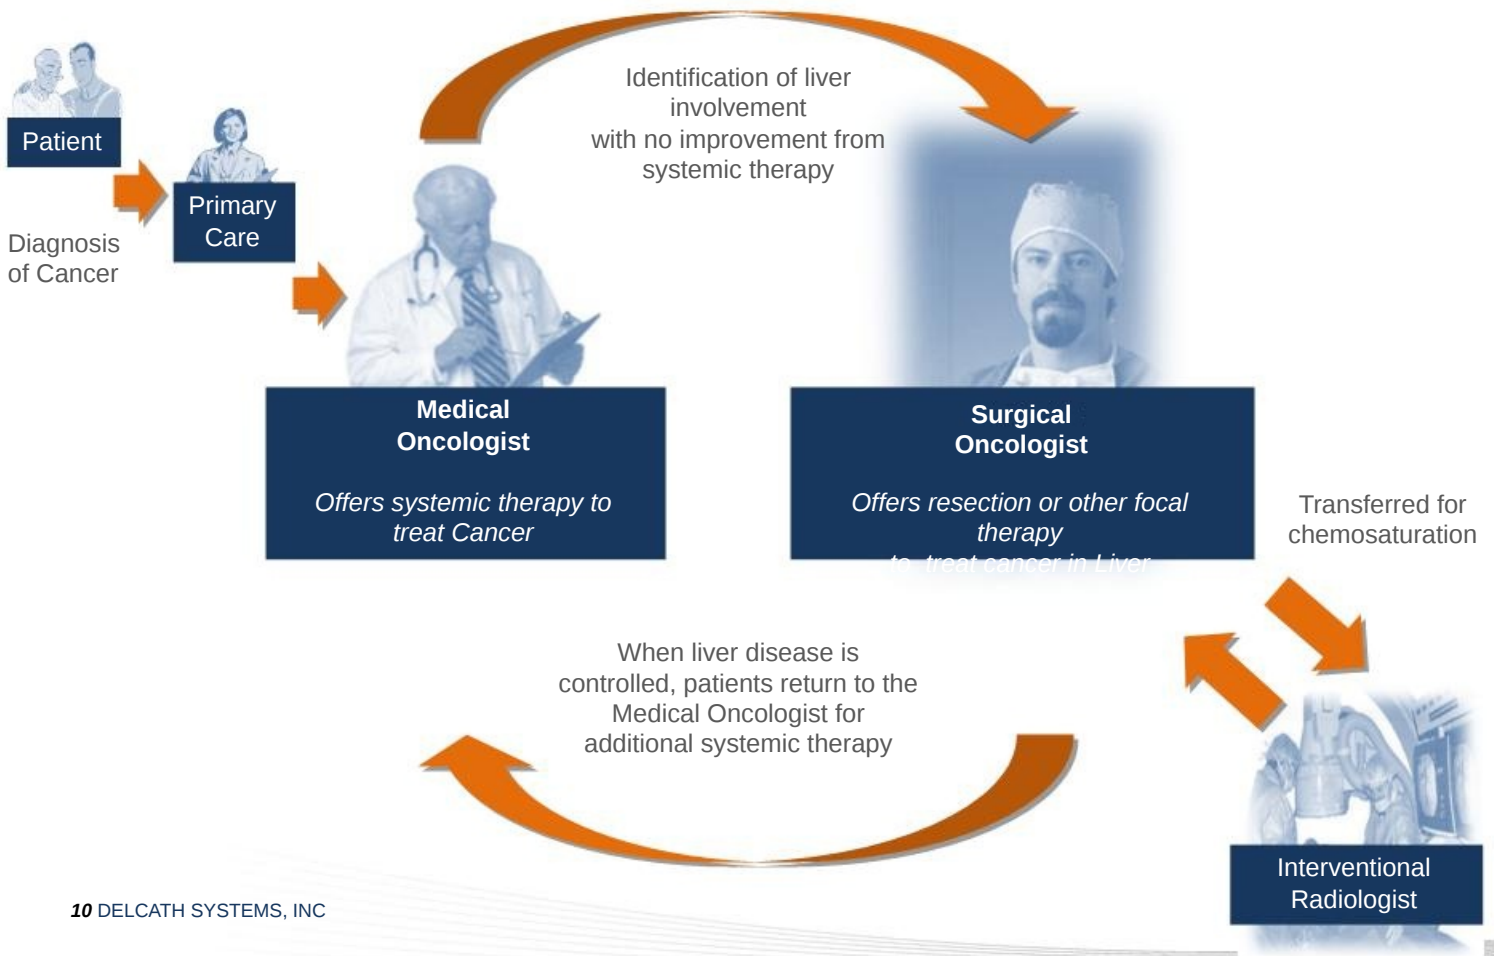 Patient
Diagnosis
of Cancer
Primary
Care
Identification of liver
involvement
with no improvement from
systemic therapy
Medical
Oncologist
Offers systemic therapy to
treat Cancer
Surgical
Oncologist
Offers resection or other focal
therapy
to treat cancer in Liver
Transferred for
chemosaturation
When liver disease is
controlled, patients return to the
Medical Oncologist for
additional systemic therapy
Interventional
Radiologist
10 DELCATH SYSTEMS, INC